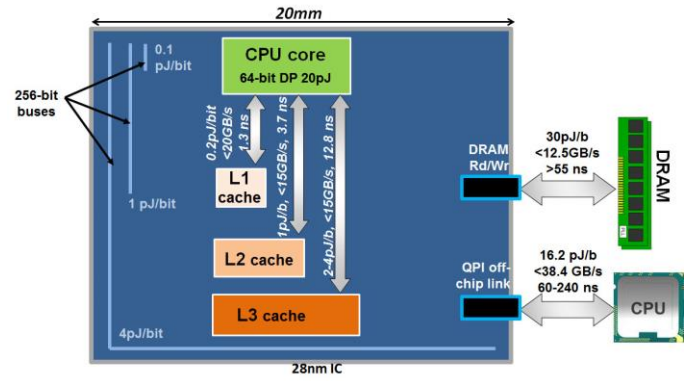 20mm
0.1
pJ/bit
256-bit
buses
1 pJ/bit
4pJ/bit
CPU core
64-bit DP 20pJ
0.2pJ/bit
<20GB/s
1.3 ns
1pJ/b, <15GB/s, 3.7 ns
2-4pJ/b, <15GB/s, 12.8 ns
L1
cache
L2 cache
L3 cache
DRAM
Rd/Wr
30pJ/b
<12.5GB/s
>55 ns
DRAM
QPI off-
chip link
16.2 pJ/b
<38.4 GB/s
60-240 ns
CPU
28nm IC